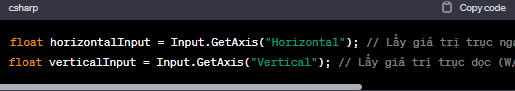 csharp
Copy code
float horizontalInput = Input.GetAxis("Horizontal"); // Lấy giá trị trục
float verticalInput = Input.GetAxis("Vertical"); // Lấy giá trị trục dọc (W/